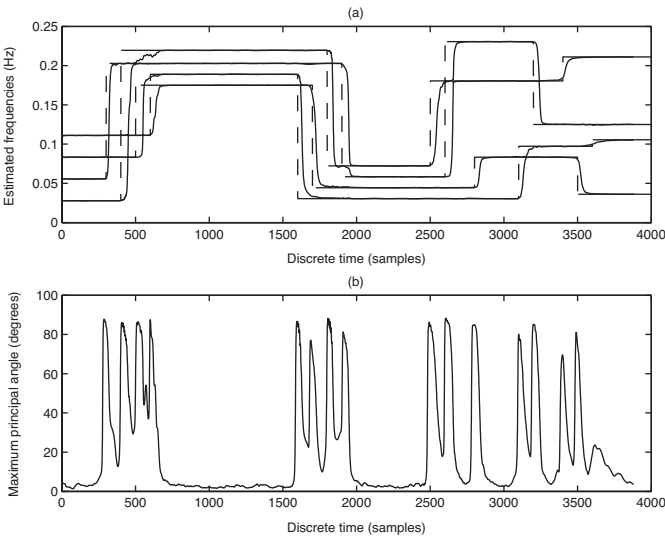 (a)
0.25
0.2
0.15
0.1
0.05
0
Estimated frequencies (Hz)
0 500 1000 1500 2000 2500 3000 3500 4000
Discrete time (samples)
(b)
100
80
60
40
20
0
Maximum principal angle (degrees)
0 500 1000 1500 2000 2500 3000 3500 4000
Discrete time (samples)